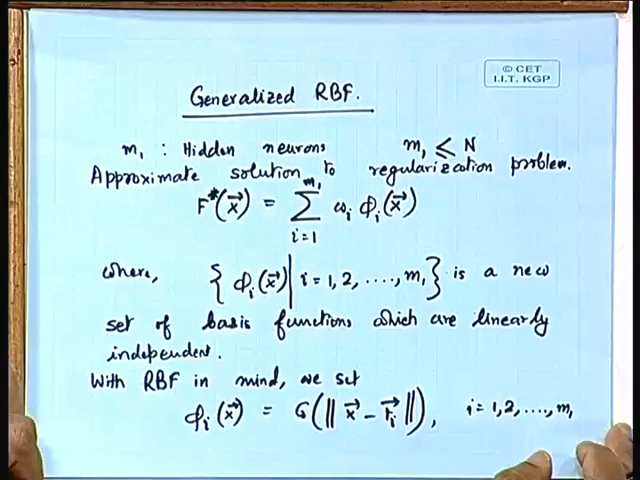 © CET
I.I.T. KGP
Generalized RBF.
m₁ : Hidden neurons m₁ ≤ N
Approximate solution to regularization problem.
F*(x⃗) = ∑_{i=1}^{m₁} ωᵢ φᵢ(x⃗)
where, { φᵢ(x⃗) | i = 1, 2, ....., m₁ } is a new
set of basis functions which are linearly
independent.
With RBF in mind, we set
φᵢ(x⃗) = G(‖ x⃗ - t⃗ᵢ ‖), i = 1, 2, ...., m₁